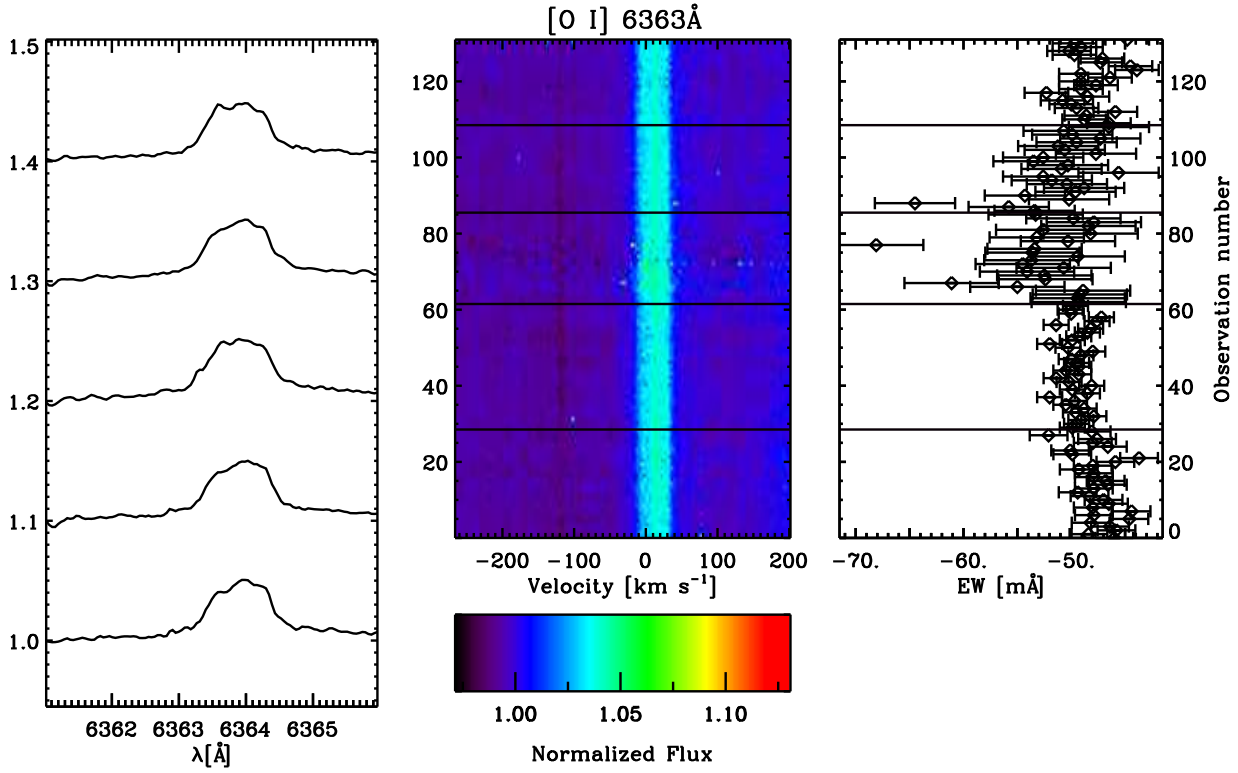 [O I] 6363Å
1.5
1.4
1.3
1.2
1.1
1.0
6362 6363 6364 6365
λ[Å]
120
100
80
60
40
20
-200 -100 0 100 200
Velocity [km s⁻¹]
1.00 1.05 1.10
Normalized Flux
120
100
80
60
40
20
0
Observation number
-70. -60. -50.
EW [mÅ]